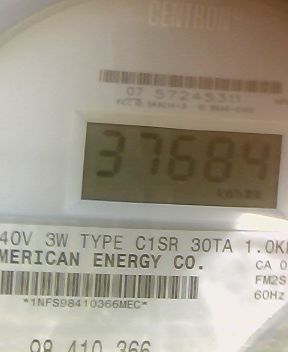 CENTRON
07 57245311
37684
40V 3W TYPE C1SR 30TA 1.0K
MERICAN ENERGY CO.
CA 0
FM2S
*1NFS98410366MEC*
60Hz
98 410 366